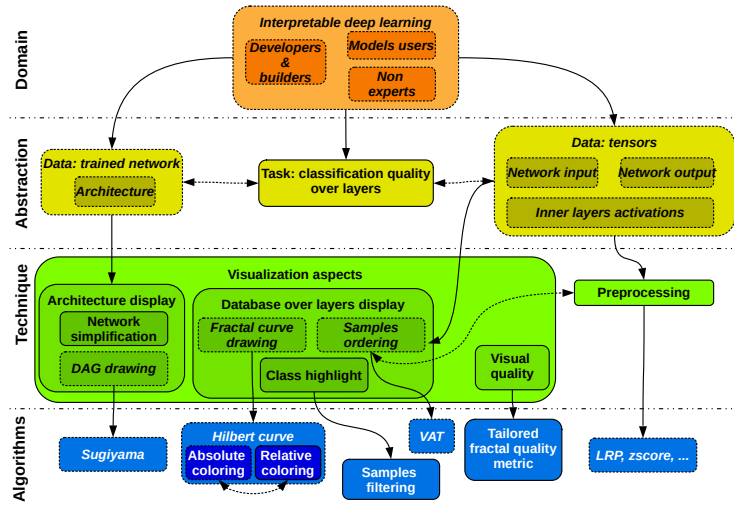 Domain
Interpretable deep learning
Developers
&
builders
Models users
Non
experts
Abstraction
Data: trained network
Architecture
Task: classification quality
over layers
Data: tensors
Network input
Network output
Inner layers activations
Technique
Visualization aspects
Architecture display
Network
simplification
DAG drawing
Database over layers display
Fractal curve
drawing
Samples
ordering
Class highlight
Visual
quality
Preprocessing
Algorithms
Sugiyama
Hilbert curve
Absolute
coloring
Relative
coloring
Samples
filtering
VAT
Tailored
fractal quality
metric
LRP, zscore, ...